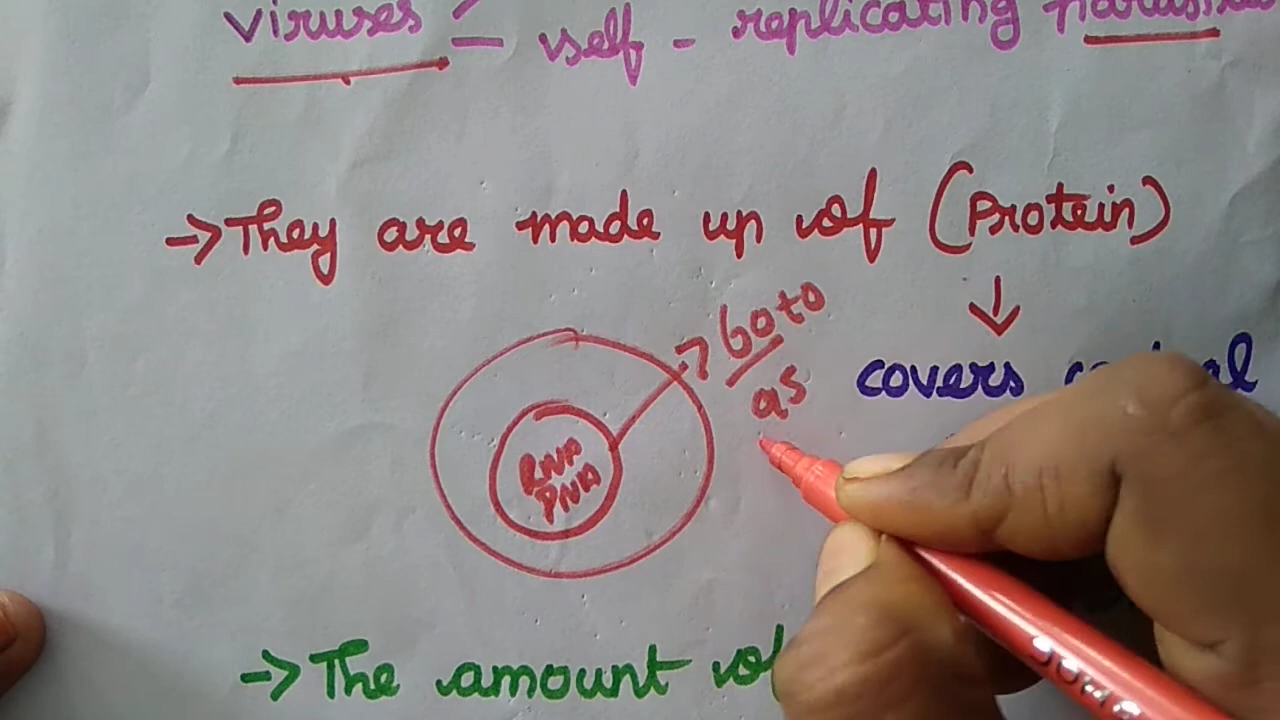 viruses = self - replicating
→ They are made up of (Protein)
↓
→ 60 to
95
covers
RNA
DNA
→ The amount of